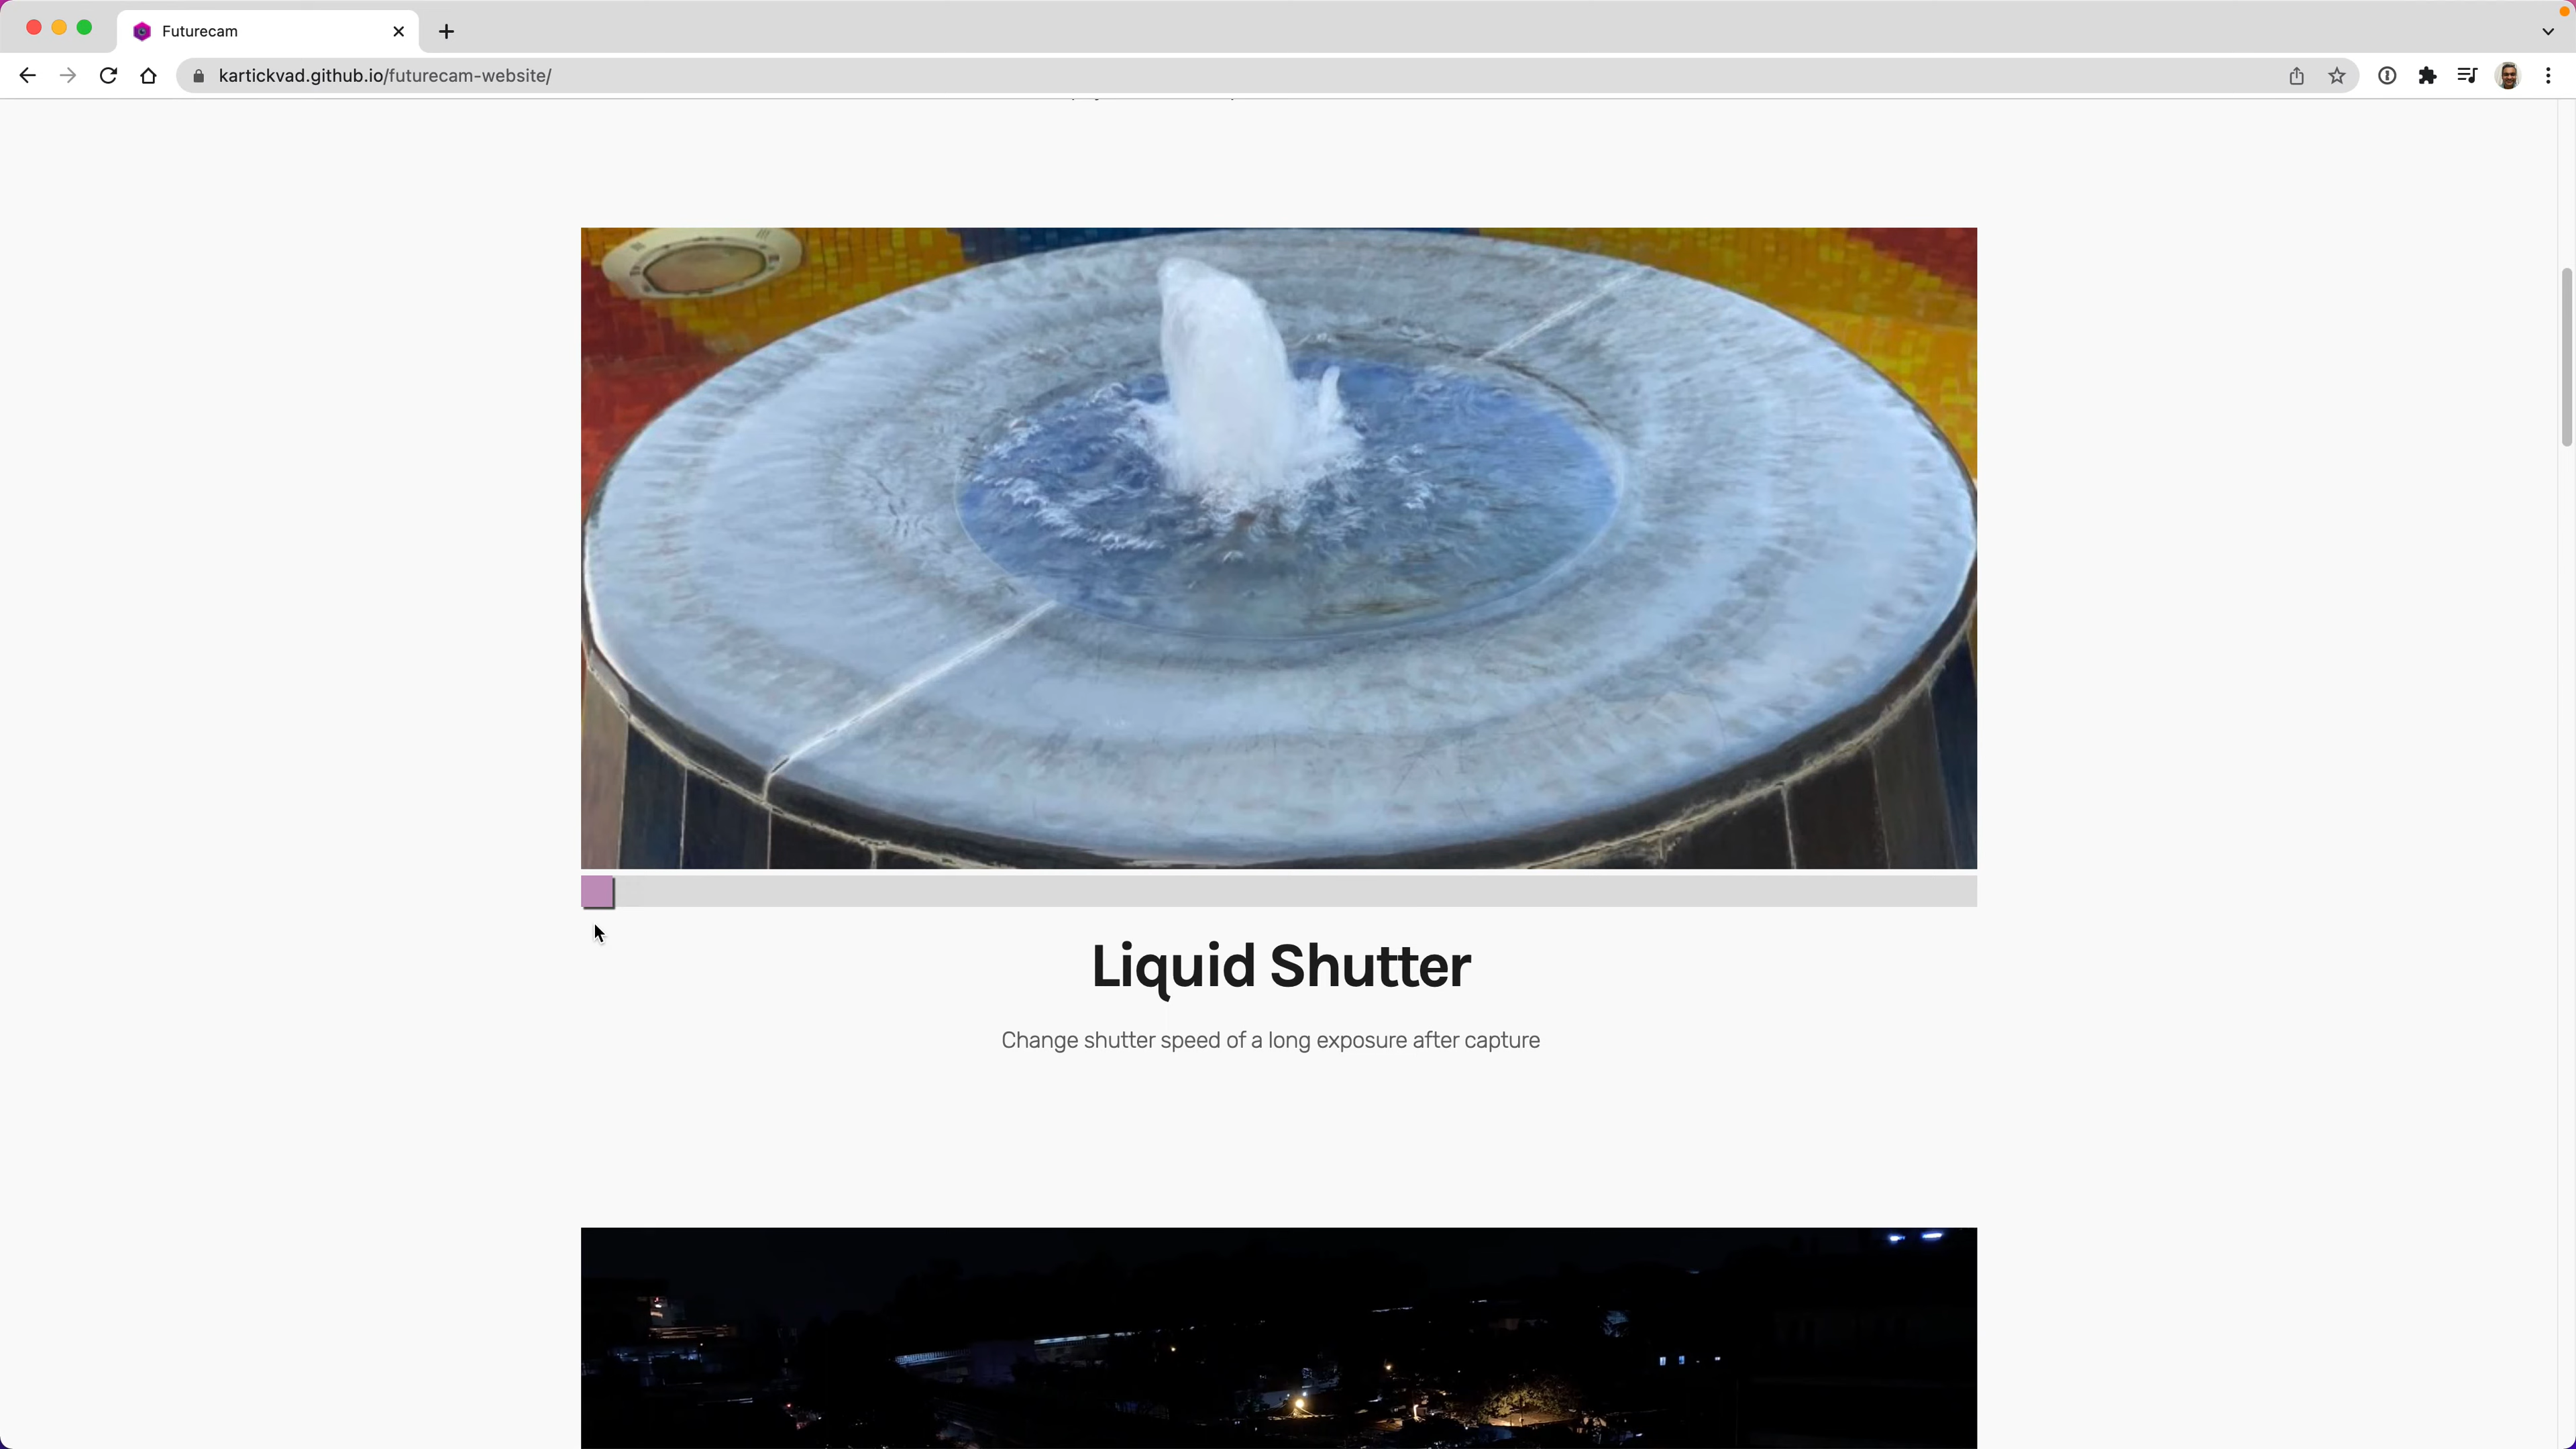 Futurecam
kartickvad.github.io/futurecam-website/
Liquid Shutter
Change shutter speed of a long exposure after capture